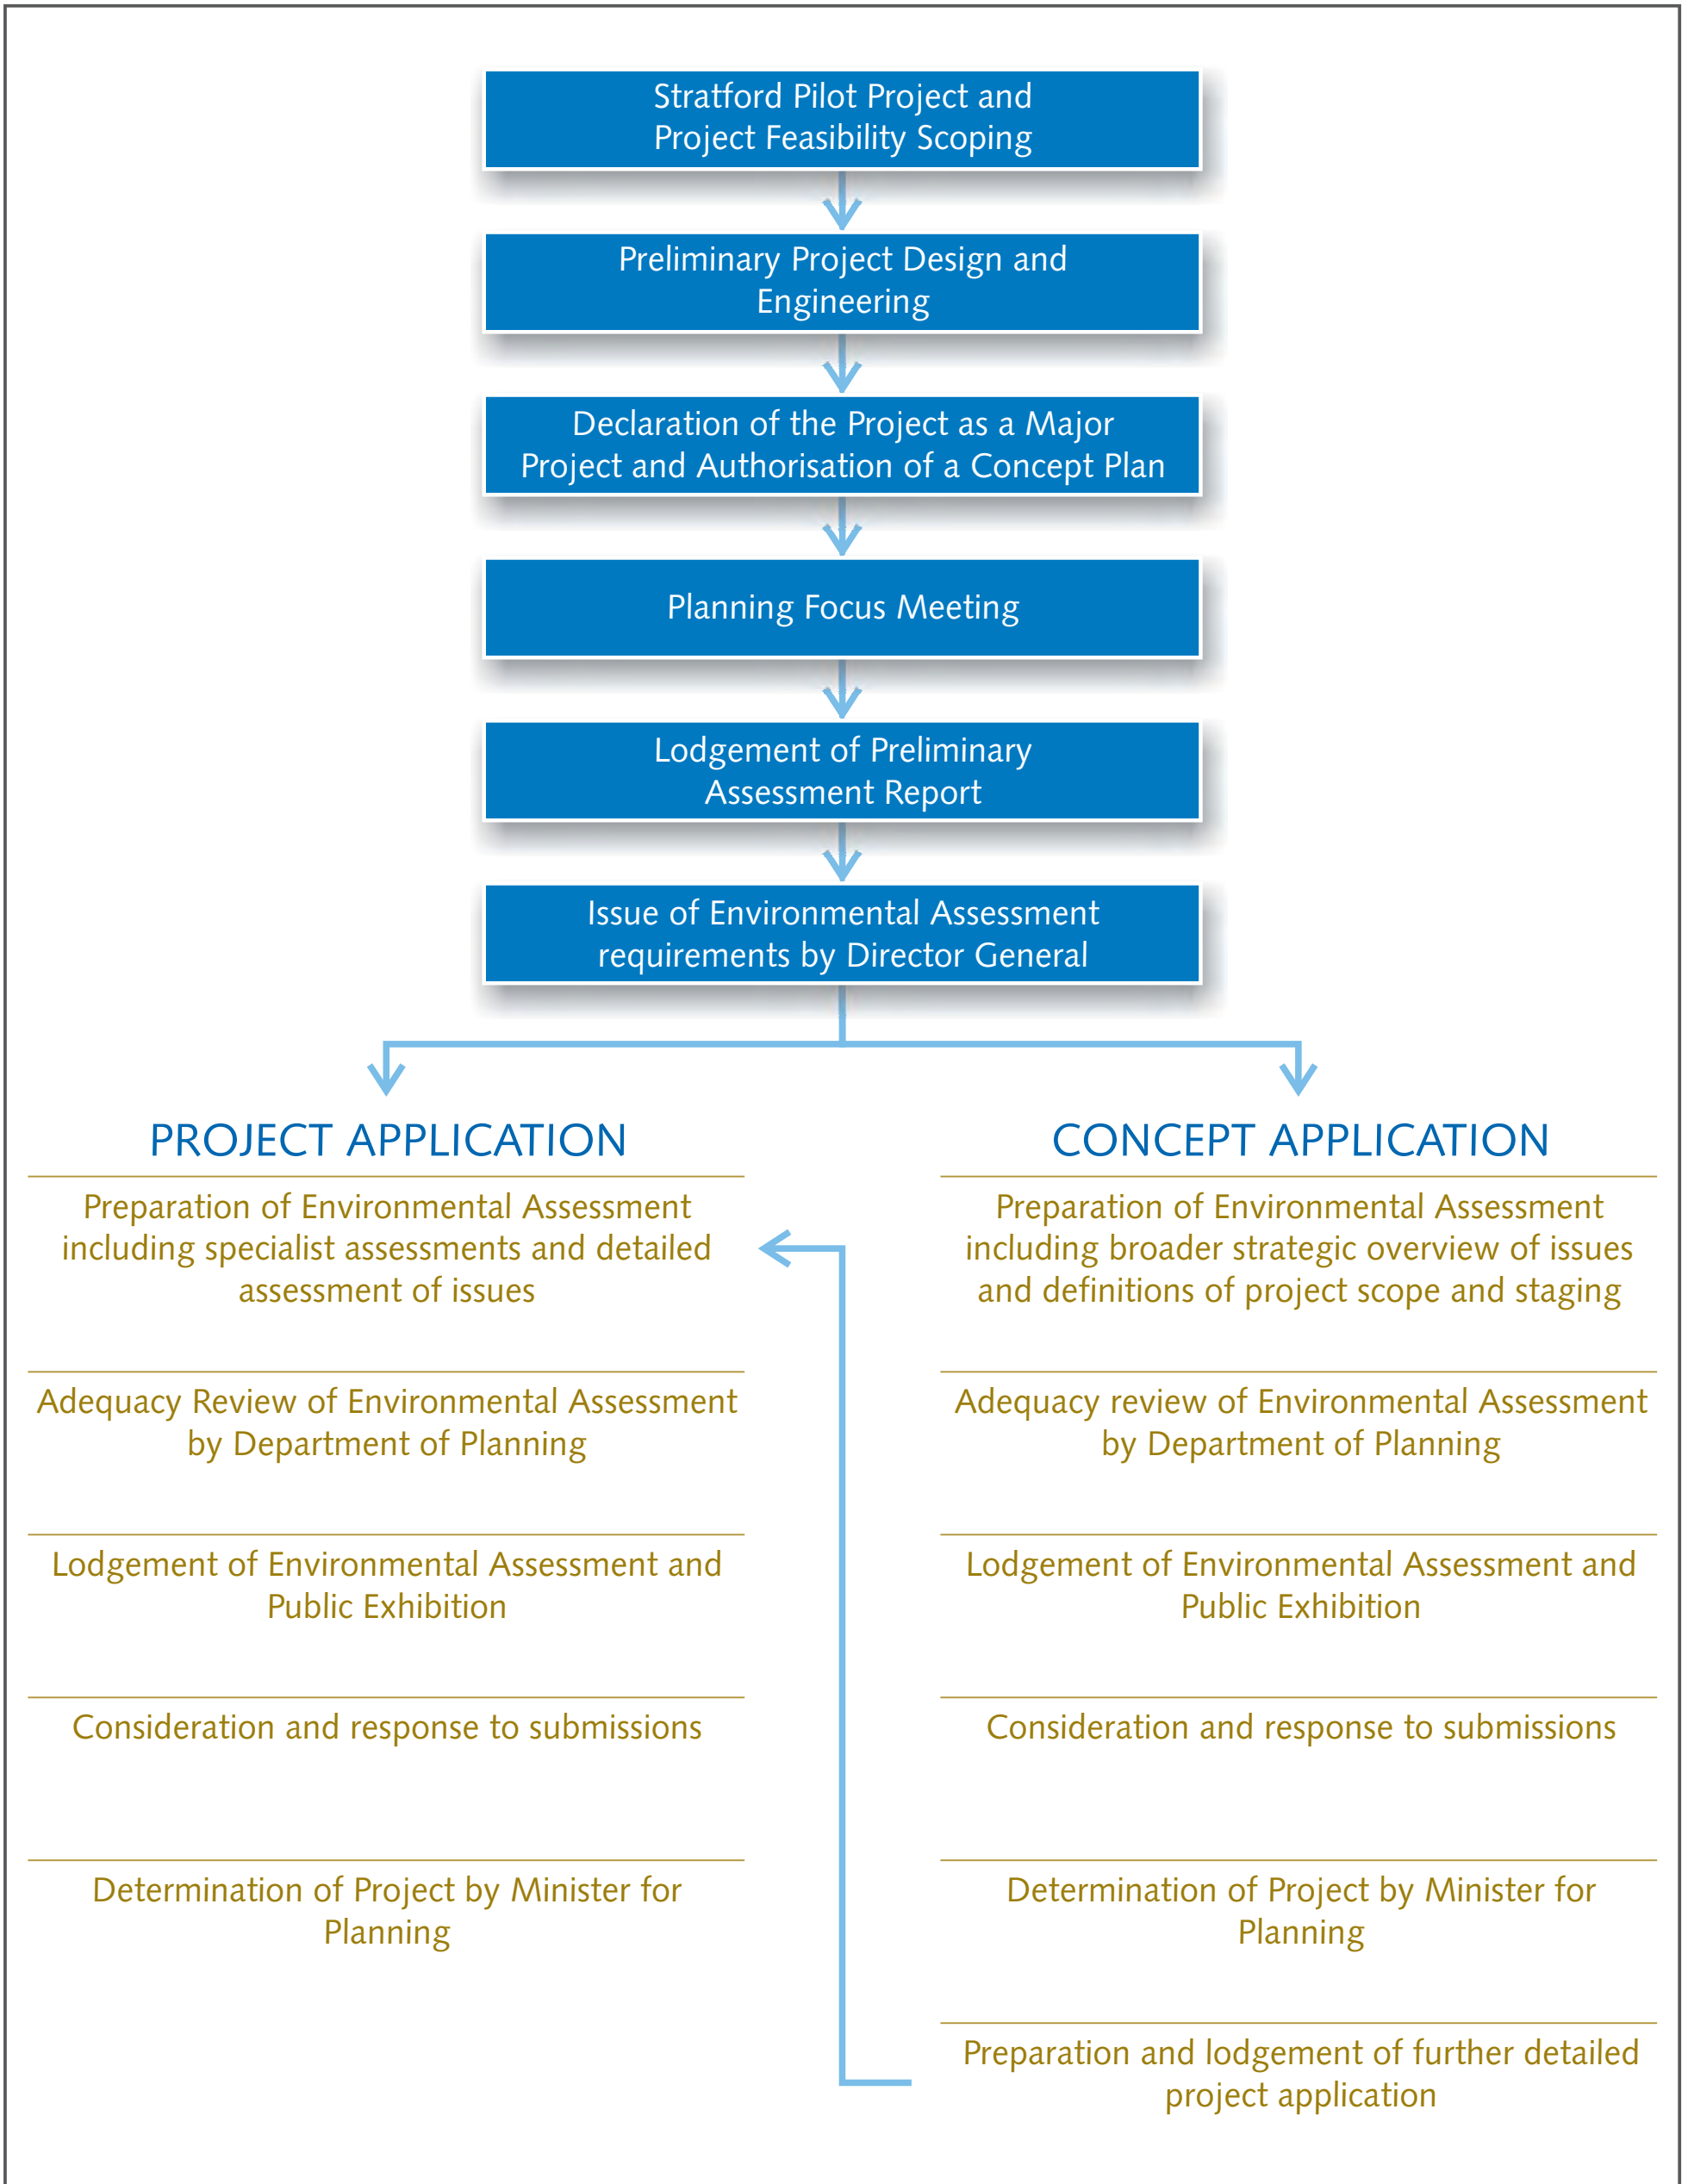 Stratford Pilot Project and
Project Feasibility Scoping
Preliminary Project Design and
Engineering
Declaration of the Project as a Major
Project and Authorisation of a Concept Plan
Planning Focus Meeting
Lodgement of Preliminary
Assessment Report
Issue of Environmental Assessment
requirements by Director General
PROJECT APPLICATION
Preparation of Environmental Assessment
including specialist assessments and detailed
assessment of issues
Adequacy Review of Environmental Assessment
by Department of Planning
Lodgement of Environmental Assessment and
Public Exhibition
Consideration and response to submissions
Determination of Project by Minister for
Planning
CONCEPT APPLICATION
Preparation of Environmental Assessment
including broader strategic overview of issues
and definitions of project scope and staging
Adequacy review of Environmental Assessment
by Department of Planning
Lodgement of Environmental Assessment and
Public Exhibition
Consideration and response to submissions
Determination of Project by Minister for
Planning
Preparation and lodgement of further detailed
project application